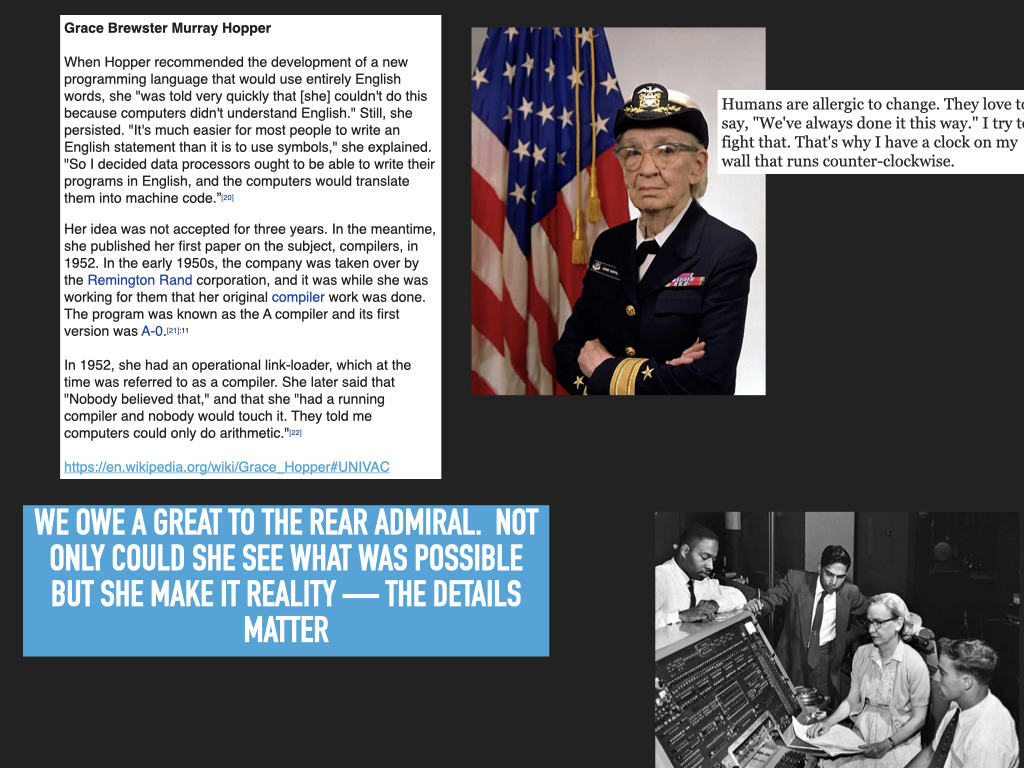 Grace Brewster Murray Hopper
When Hopper recommended the development of a new
programming language that would use entirely English
words, she "was told very quickly that [she] couldn't do this
because computers didn't understand English." Still, she
persisted. "It's much easier for most people to write an
English statement than it is to use symbols," she explained.
"So I decided data processors ought to be able to write their
programs in English, and the computers would translate
them into machine code.”[20]
Her idea was not accepted for three years. In the meantime,
she published her first paper on the subject, compilers, in
1952. In the early 1950s, the company was taken over by
the Remington Rand corporation, and it was while she was
working for them that her original compiler work was done.
The program was known as the A compiler and its first
version was A-0.[21]:11
In 1952, she had an operational link-loader, which at the
time was referred to as a compiler. She later said that
"Nobody believed that," and that she "had a running
compiler and nobody would touch it. They told me
computers could only do arithmetic."[22]
https://en.wikipedia.org/wiki/Grace_Hopper#UNIVAC
Humans are allergic to change. They love to
say, "We've always done it this way." I try to
fight that. That's why I have a clock on my
wall that runs counter-clockwise.
WE OWE A GREAT TO THE REAR ADMIRAL. NOT
ONLY COULD SHE SEE WHAT WAS POSSIBLE
BUT SHE MAKE IT REALITY — THE DETAILS
MATTER